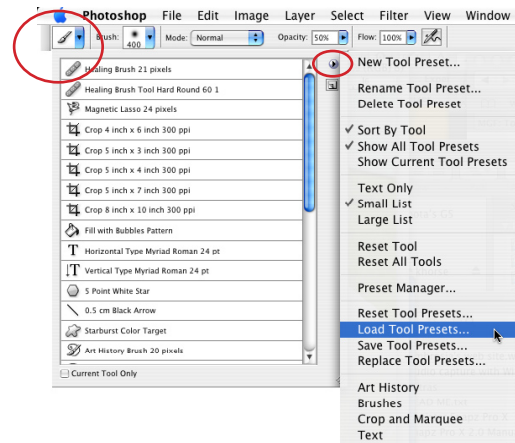 Photoshop File Edit Image Layer Select Filter View Window
Brush: 400 Mode: Normal Opacity: 50% Flow: 100%
Healing Brush 21 pixels
Healing Brush Tool Hard Round 60 1
Magnetic Lasso 24 pixels
Crop 4 inch x 6 inch 300 ppi
Crop 5 inch x 3 inch 300 ppi
Crop 5 inch x 4 inch 300 ppi
Crop 5 inch x 7 inch 300 ppi
Crop 8 inch x 10 inch 300 ppi
Fill with Bubbles Pattern
T Horizontal Type Myriad Roman 24 pt
T Vertical Type Myriad Roman 24 pt
5 Point White Star
0.5 cm Black Arrow
Starburst Color Target
Art History Brush 20 pixels
Current Tool Only
New Tool Preset...
Rename Tool Preset...
Delete Tool Preset
✓ Sort By Tool
✓ Show All Tool Presets
Show Current Tool Presets
Text Only
✓ Small List
Large List
Reset Tool
Reset All Tools
Preset Manager...
Reset Tool Presets...
Load Tool Presets...
Save Tool Presets...
Replace Tool Presets...
Art History
Brushes
Crop and Marquee
Text